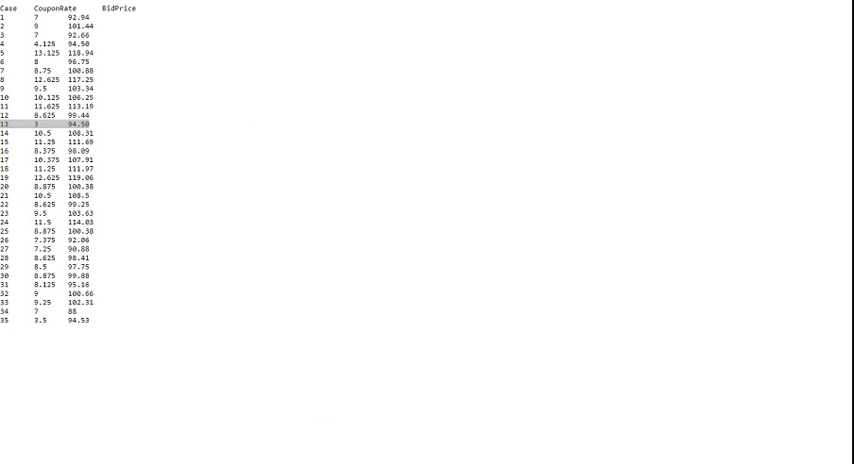 Case CouponRate BidPrice
1 7 92.94
2 9 101.44
3 7 92.66
4 4.125 94.50
5 13.125 118.94
6 8 96.75
7 8.75 100.88
8 12.625 117.25
9 9.5 103.34
10 10.125 106.25
11 11.625 113.19
12 8.625 99.44
13 3 94.50
14 10.5 108.31
15 11.25 111.69
16 8.375 98.09
17 10.375 107.91
18 11.25 111.97
19 12.625 119.06
20 8.875 100.38
21 10.5 108.5
22 8.625 99.25
23 9.5 103.63
24 11.5 114.03
25 8.875 100.38
26 7.375 92.06
27 7.25 90.88
28 8.625 98.41
29 8.5 97.75
30 8.875 99.88
31 8.125 95.16
32 9 100.66
33 9.25 102.31
34 7 88
35 3.5 94.53